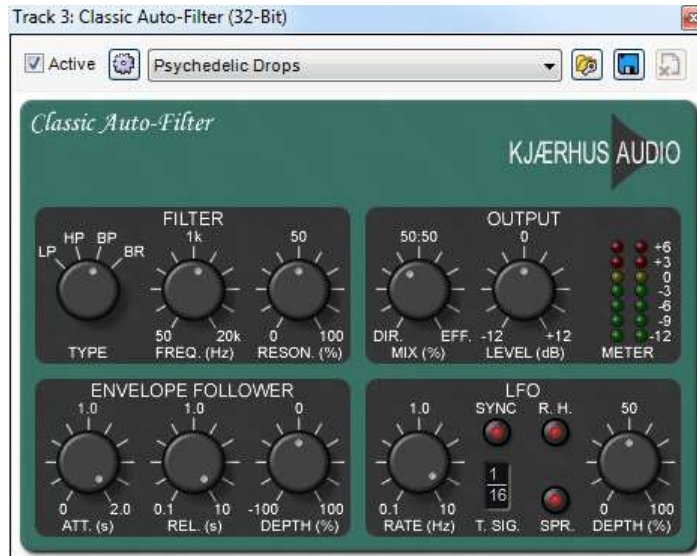 Track 3: Classic Auto-Filter (32-Bit)
Active
Psychedelic Drops
Classic Auto-Filter
KJÆRHUS AUDIO
FILTER
LP HP BP BR
TYPE
1k
50 20k
FREQ. (Hz)
50
0 100
RESON. (%)
OUTPUT
50:50
DIR. EFF.
MIX (%)
0
-12 +12
LEVEL (dB)
+6
+3
0
-3
-6
-9
-12
METER
ENVELOPE FOLLOWER
1.0
0 2.0
ATT. (s)
1.0
0.1 10
REL. (s)
0
-100 100
DEPTH (%)
LFO
1.0
0.1 10
RATE (Hz)
SYNC
1
16
T. SIG.
R. H.
SPR.
50
0 100
DEPTH (%)